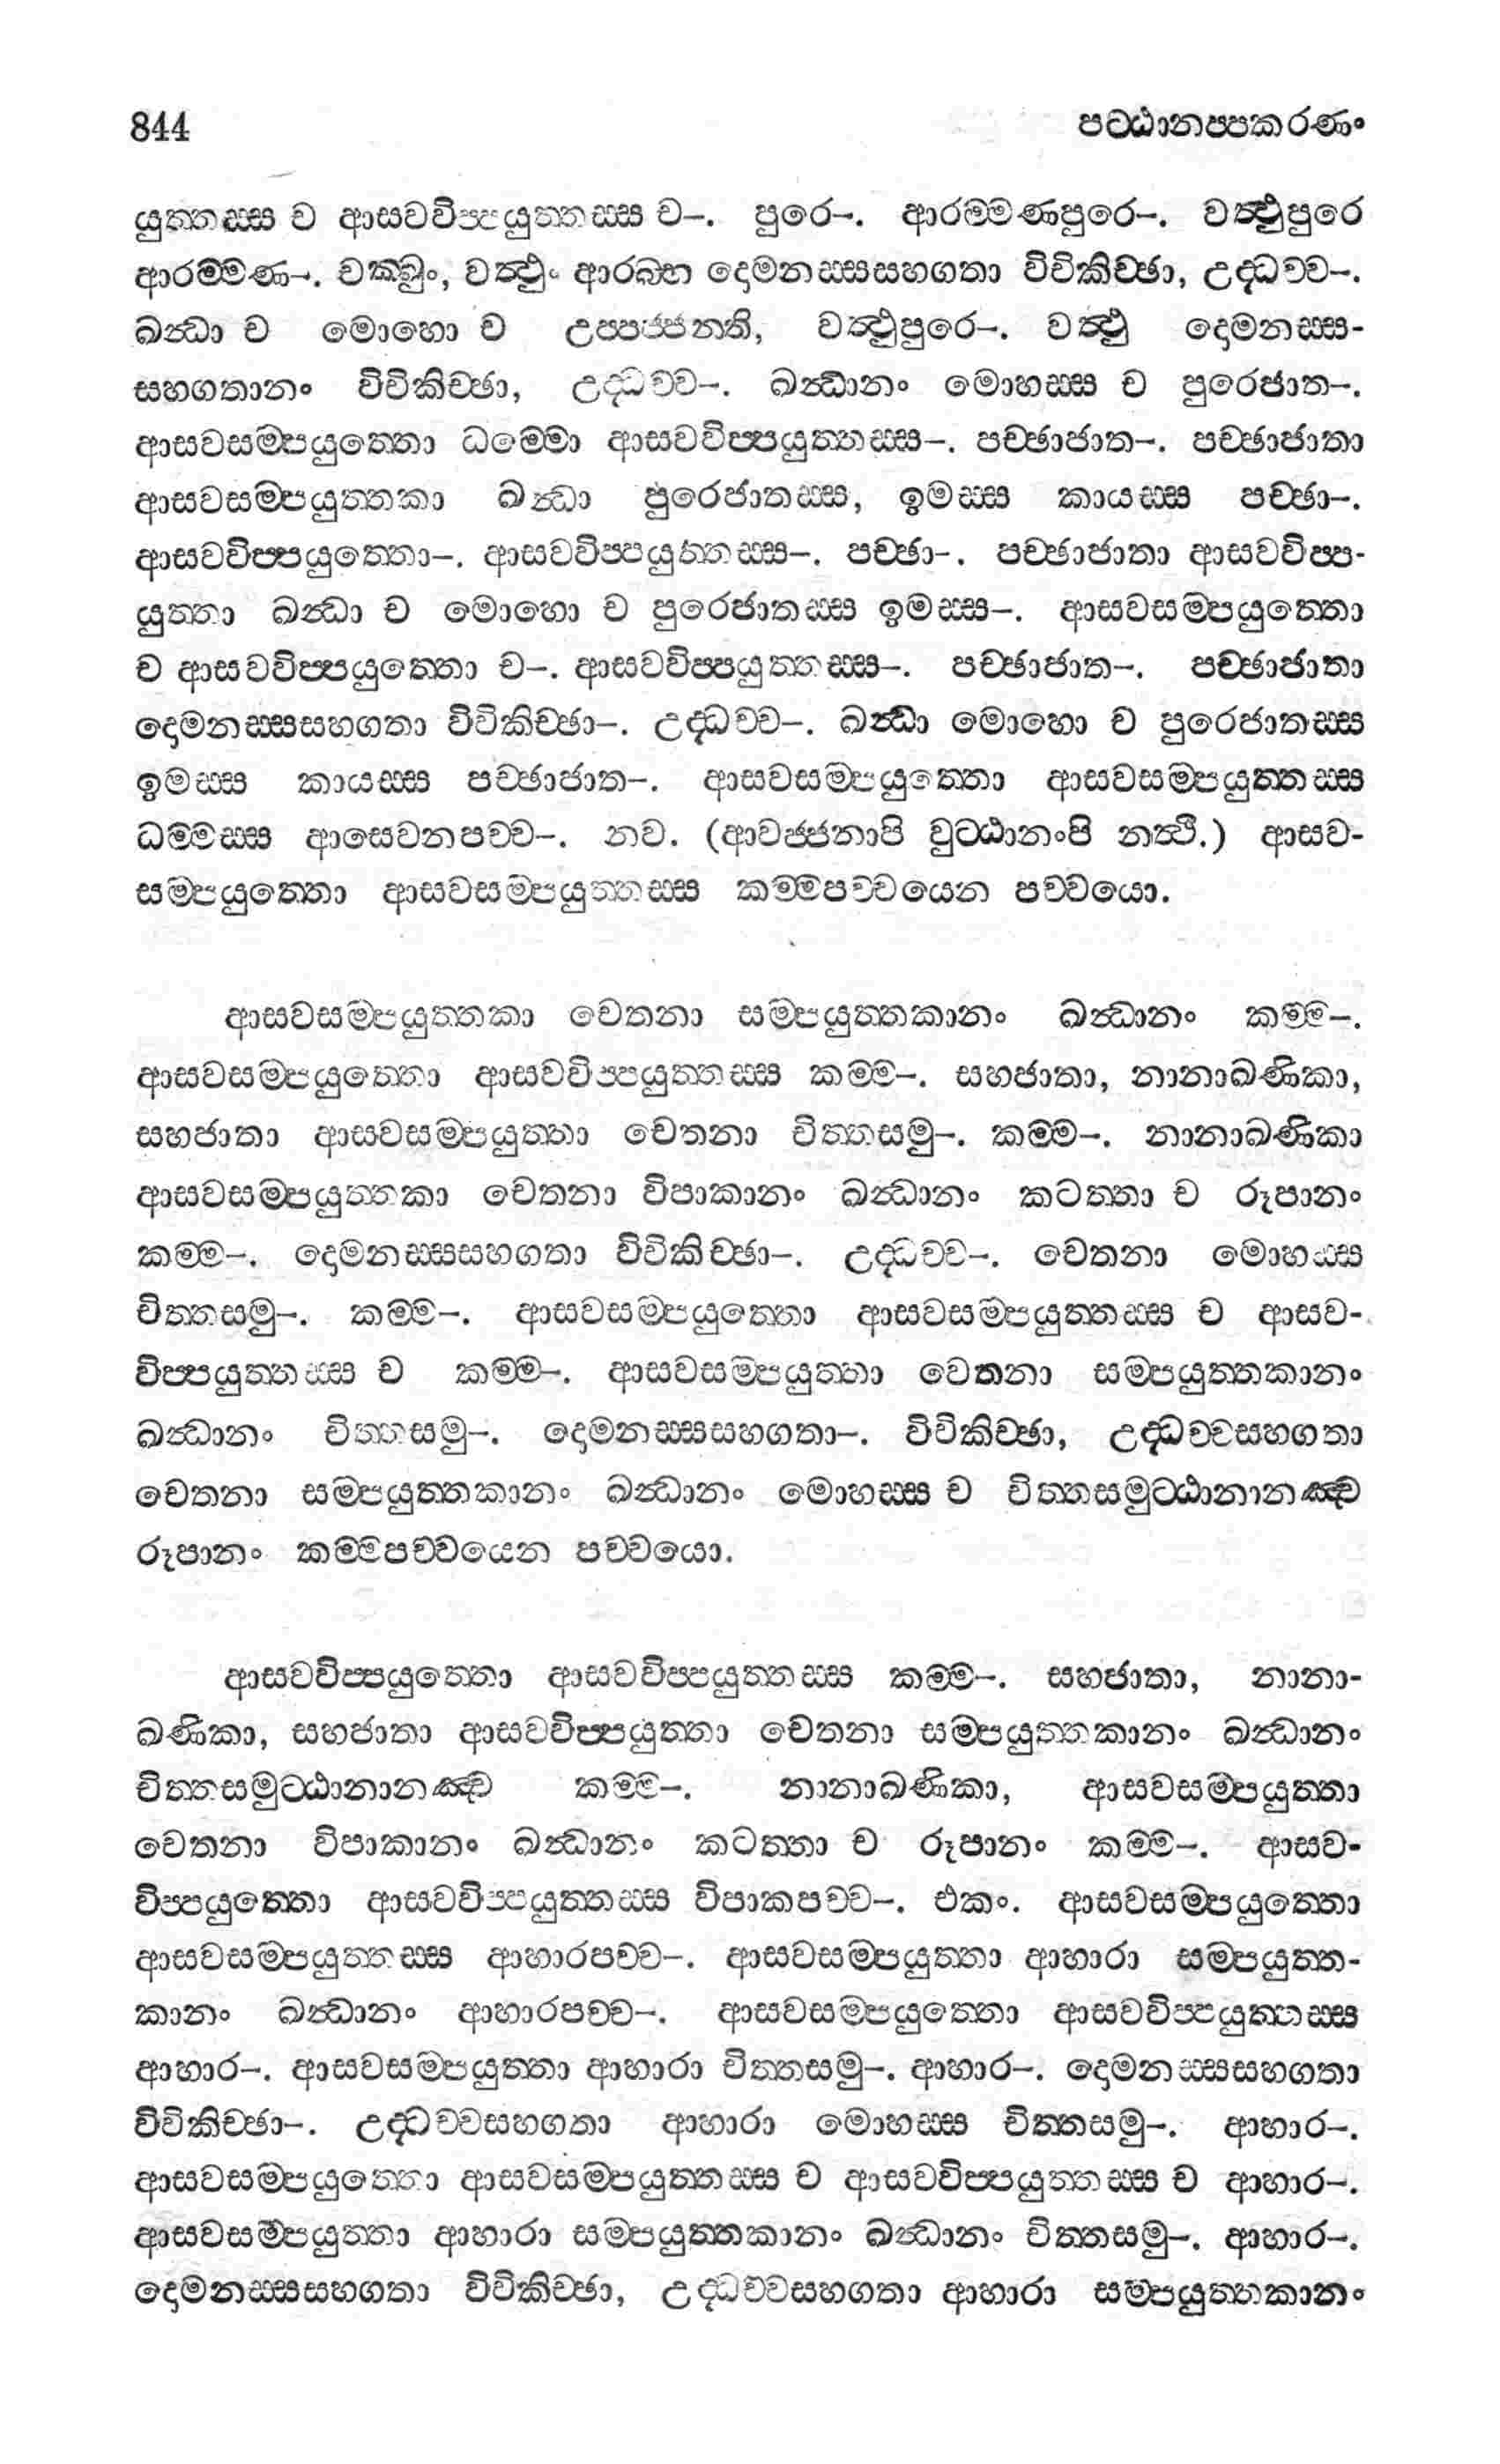 844 පට්ඨානප්පකරණං
යුත්තස්ස ච ආසවවිප්පයුත්තස්ස ච–. පුරෙ–. ආරම්මණපුරෙ–. වත්ථුපුරෙ
ආරම්මණ–. චක්ඛුං, වත්ථුං ආරබ්භ දොමනස්සසහගතා විචිකිච්ඡා, උද්ධච්ච–.
ඛන්ධා ච මොහො ච උප්පජ්ජන්ති, වත්ථුපුරෙ–. වත්ථු දොමනස්ස-
සහගතානං විචිකිච්ඡා, උද්ධච්ච–. ඛන්ධානං මොහස්ස ච පුරෙජාත–.
ආසවසම්පයුත්තො ධම්මො ආසවවිප්පයුත්තස්ස–. පච්ඡාජාත–. පච්ඡාජාතා
ආසවසම්පයුත්තකා ඛන්ධා පුරෙජාතස්ස, ඉමස්ස කායස්ස පච්ඡා–.
ආසවවිප්පයුත්තො–. ආසවවිප්පයුත්තස්ස–. පච්ඡා–. පච්ඡාජාතා ආසවවිප්ප-
යුත්තා ඛන්ධා ච මොහො ච පුරෙජාතස්ස ඉමස්ස–. ආසවසම්පයුත්තො
ච ආසවවිප්පයුත්තො ච–. ආසවවිප්පයුත්තස්ස–. පච්ඡාජාත–. පච්ඡාජාතා
දොමනස්සසහගතා විචිකිච්ඡා–. උද්ධච්ච–. ඛන්ධා මොහො ච පුරෙජාතස්ස
ඉමස්ස කායස්ස පච්ඡාජාත–. ආසවසම්පයුත්තො ආසවසම්පයුත්තස්ස
ධම්මස්ස ආසෙවනපච්ච–. නව. (ආවජ්ජනාපි වුට්ඨානංපි නත්ථි.) ආසව-
සම්පයුත්තො ආසවසම්පයුත්තස්ස කම්මපච්චයෙන පච්චයො.
ආසවසම්පයුත්තකා චෙතනා සම්පයුත්තකානං ඛන්ධානං කම්ම–.
ආසවසම්පයුත්තො ආසවවිප්පයුත්තස්ස කම්ම–. සහජාතා, නානාඛණිකා,
සහජාතා ආසවසම්පයුත්තා චෙතනා චිත්තසමු–. කම්ම–. නානාඛණිකා
ආසවසම්පයුත්තකා චෙතනා විපාකානං ඛන්ධානං කටත්තා ච රූපානං
කම්ම–. දොමනස්සසහගතා විචිකිච්ඡා–. උද්ධච්ච–. චෙතනා මොහස්ස
චිත්තසමු–. කම්ම–. ආසවසම්පයුත්තො ආසවසම්පයුත්තස්ස ච ආසව-
විප්පයුත්තස්ස ච කම්ම–. ආසවසම්පයුත්තා චෙතනා සම්පයුත්තකානං
ඛන්ධානං චිත්තසමු–. දොමනස්සසහගතා–. විචිකිච්ඡා, උද්ධච්චසහගතා
චෙතනා සම්පයුත්තකානං ඛන්ධානං මොහස්ස ච චිත්තසමුට්ඨානානඤ්ච
රූපානං කම්මපච්චයෙන පච්චයො.
ආසවවිප්පයුත්තො ආසවවිප්පයුත්තස්ස කම්ම–. සහජාතා, නානා-
ඛණිකා, සහජාතා ආසවවිප්පයුත්තා චෙතනා සම්පයුත්තකානං ඛන්ධානං
චිත්තසමුට්ඨානානඤ්ච කම්ම–. නානාඛණිකා, ආසවසම්පයුත්තා
චෙතනා විපාකානං ඛන්ධානං කටත්තා ච රූපානං කම්ම–. ආසව-
විප්පයුත්තො ආසවවිප්පයුත්තස්ස විපාකපච්ච–. එකං. ආසවසම්පයුත්තො
ආසවසම්පයුත්තස්ස ආහාරපච්ච–. ආසවසම්පයුත්තා ආහාරා සම්පයුත්ත-
කානං ඛන්ධානං ආහාරපච්ච–. ආසවසම්පයුත්තො ආසවවිප්පයුත්තස්ස
ආහාර–. ආසවසම්පයුත්තා ආහාරා චිත්තසමු–. ආහාර–. දොමනස්සසහගතා
විචිකිච්ඡා–. උද්ධච්චසහගතා ආහාරා මොහස්ස චිත්තසමු–. ආහාර–.
ආසවසම්පයුත්තො ආසවසම්පයුත්තස්ස ච ආසවවිප්පයුත්තස්ස ච ආහාර–.
ආසවසම්පයුත්තා ආහාරා සම්පයුත්තකානං ඛන්ධානං චිත්තසමු–. ආහාර–.
දොමනස්සසහගතා විචිකිච්ඡා, උද්ධච්චසහගතා ආහාරා සම්පයුත්තකානං